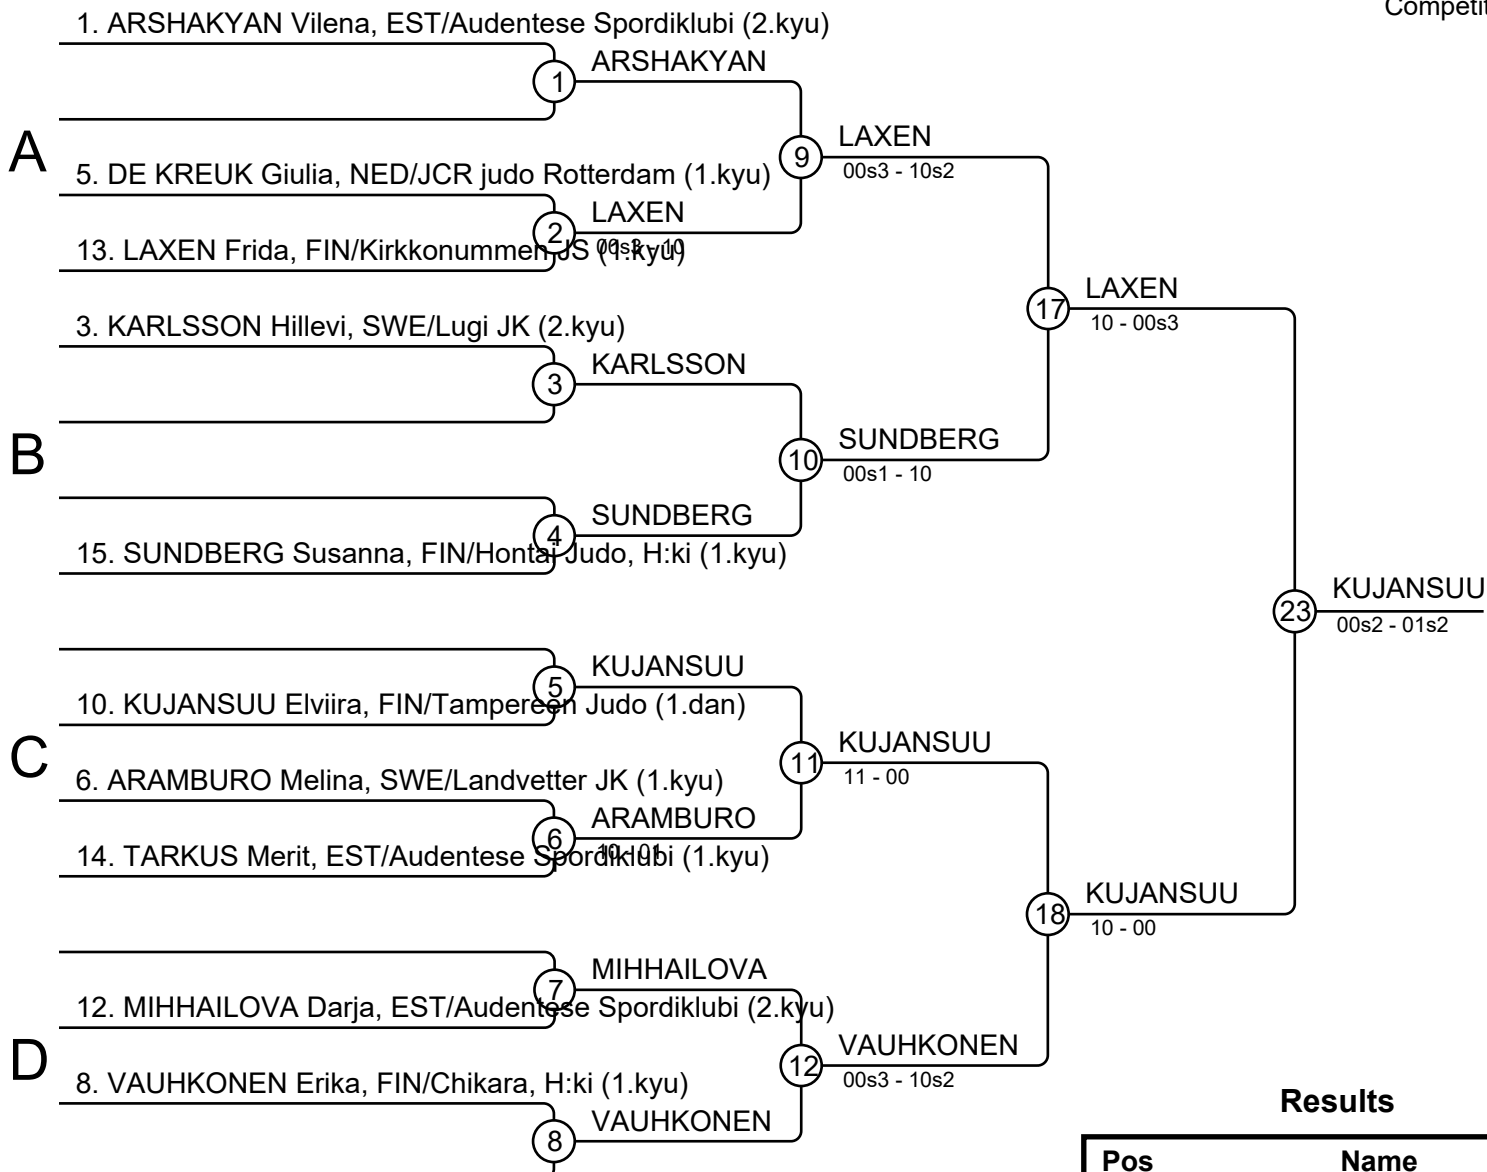 Competit
1. ARSHAKYAN Vilena, EST/Audentese Spordiklubi (2.kyu)
1
ARSHAKYAN
A
9
LAXEN
00s3 - 10s2
5. DE KREUK Giulia, NED/JCR judo Rotterdam (1.kyu)
2
LAXEN
00s3 - 10
13. LAXEN Frida, FIN/Kirkkonummen JS (1.kyu)
17
LAXEN
10 - 00s3
3. KARLSSON Hillevi, SWE/Lugi JK (2.kyu)
3
KARLSSON
B
10
SUNDBERG
00s1 - 10
4
SUNDBERG
15. SUNDBERG Susanna, FIN/Hontai Judo, H:ki (1.kyu)
23
KUJANSUU
00s2 - 01s2
5
KUJANSUU
10. KUJANSUU Elviira, FIN/Tampereen Judo (1.dan)
C
11
KUJANSUU
11 - 00
6. ARAMBURO Melina, SWE/Landvetter JK (1.kyu)
6
ARAMBURO
10 - 01
14. TARKUS Merit, EST/Audentese Spordiklubi (1.kyu)
18
KUJANSUU
10 - 00
7
MIHHAILOVA
12. MIHHAILOVA Darja, EST/Audentese Spordiklubi (2.kyu)
D
12
VAUHKONEN
00s3 - 10s2
8. VAUHKONEN Erika, FIN/Chikara, H:ki (1.kyu)
8
VAUHKONEN
Results
Pos Name